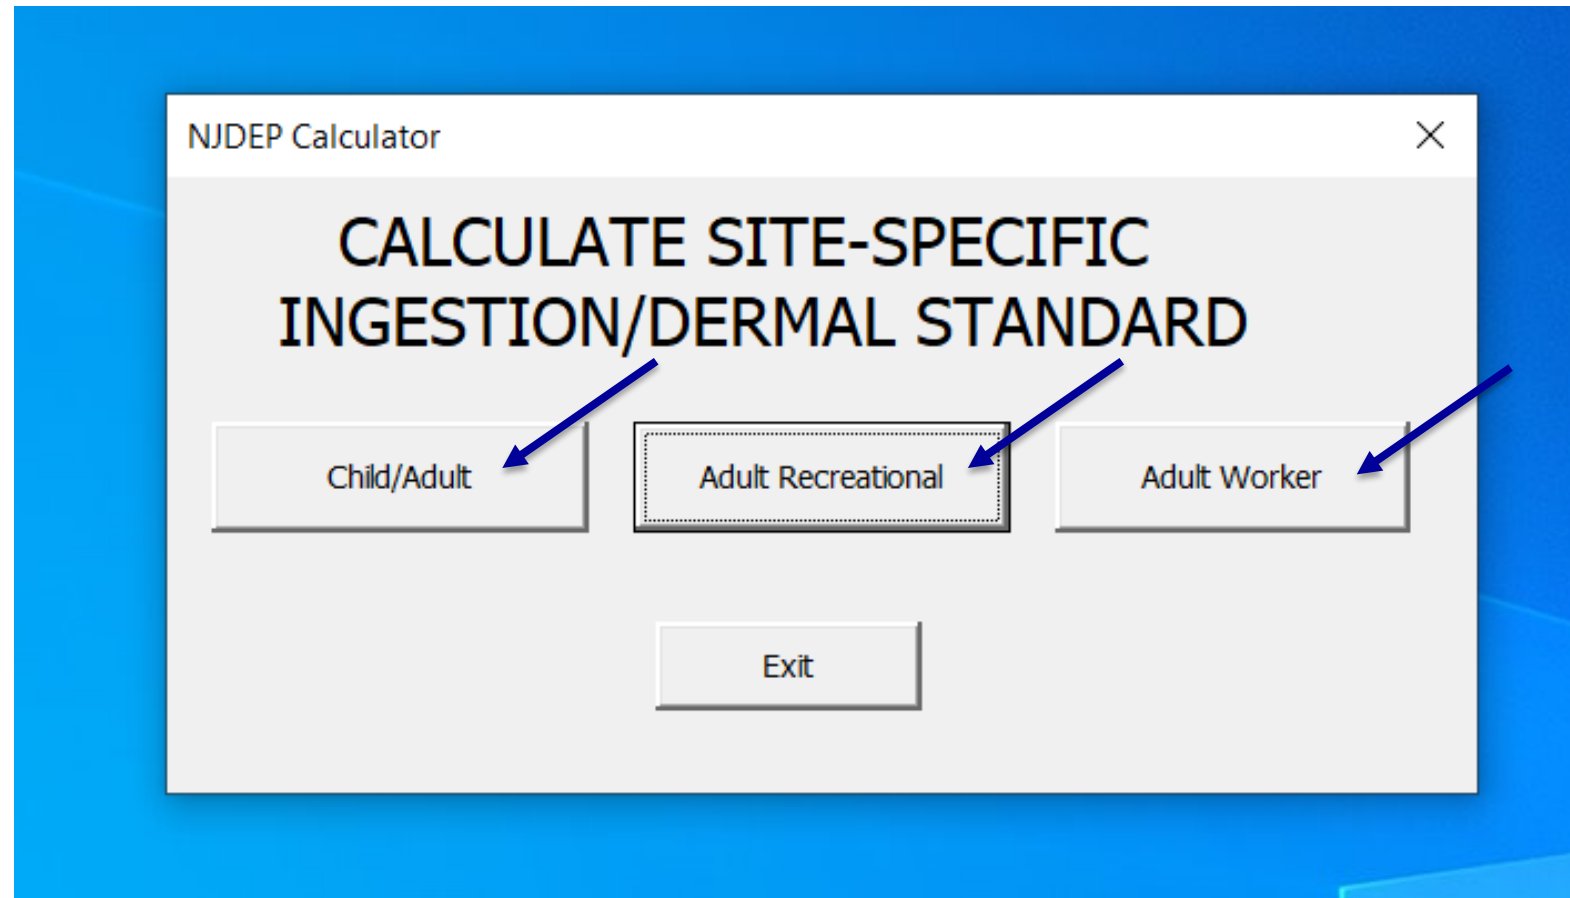 NJDEP Calculator
CALCULATE SITE-SPECIFIC
INGESTION/DERMAL STANDARD
Child/Adult
Adult Recreational
Adult Worker
Exit